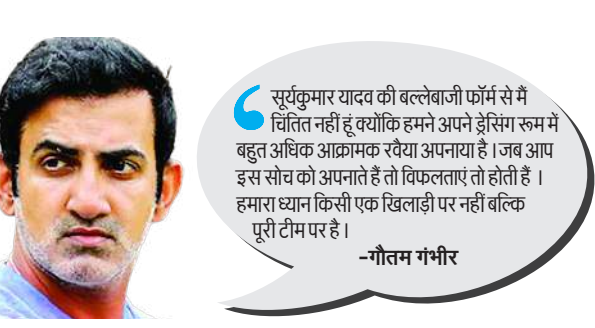 सूर्यकुमार यादव की बल्लेबाजी फॉर्म से मैं
चिंतित नहीं हूं क्योंकि हमने अपने ड्रेसिंग रूम में
बहुत अधिक आक्रामक रवैया अपनाया है । जब आप
इस सोच को अपनाते हैं तो विफलताएं तो होती हैं ।
हमारा ध्यान किसी एक खिलाड़ी पर नहीं बल्कि
पूरी टीम पर है ।
-गौतम गंभीर